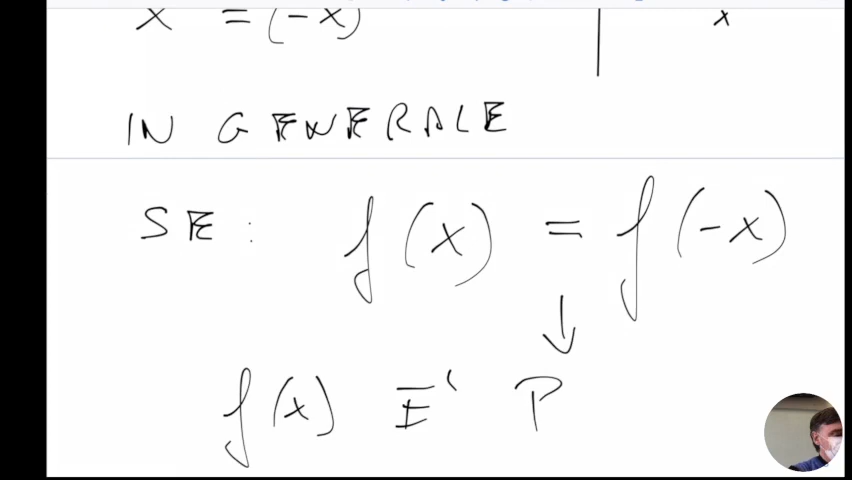 x = (-x) x
IN GENERALE
SE: f(x) = f(-x)
↓
f(x) E' P